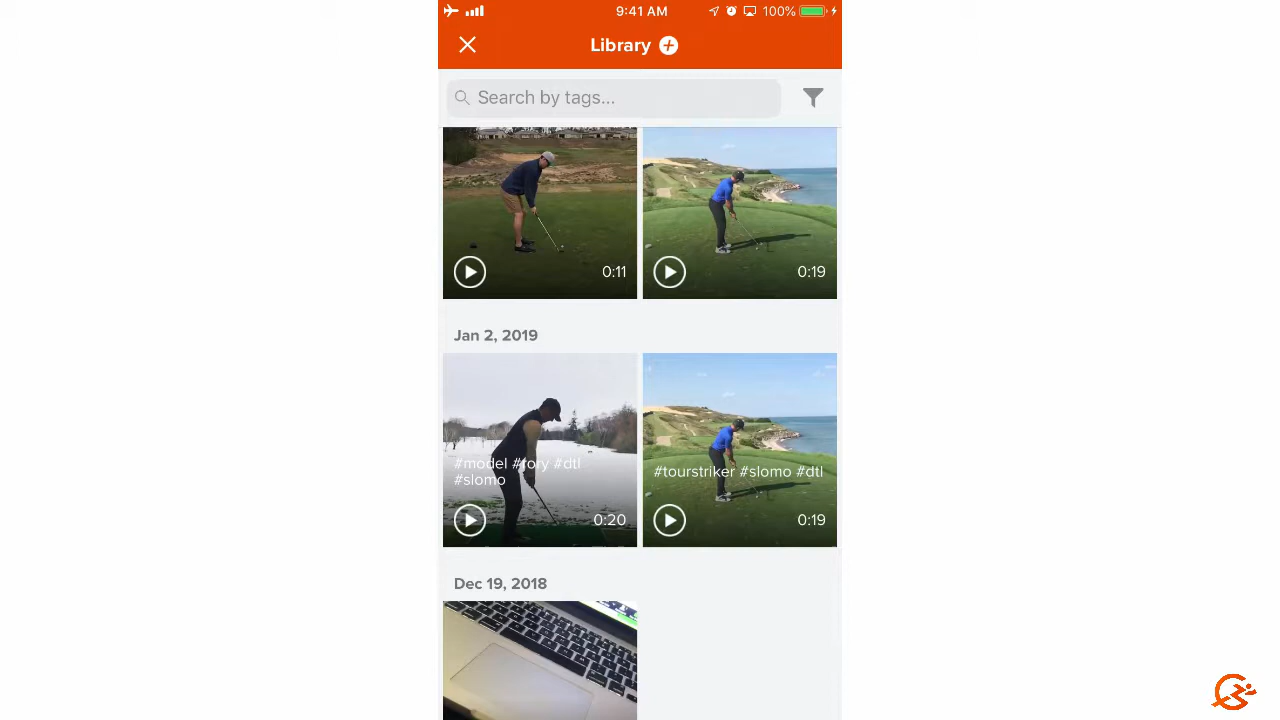 9:41 AM
100%
Library
Search by tags...
0:11
0:19
Jan 2, 2019
#model #fory #dtl
#slomo
#tourstriker #slomo #dtl
0:20
0:19
Dec 19, 2018